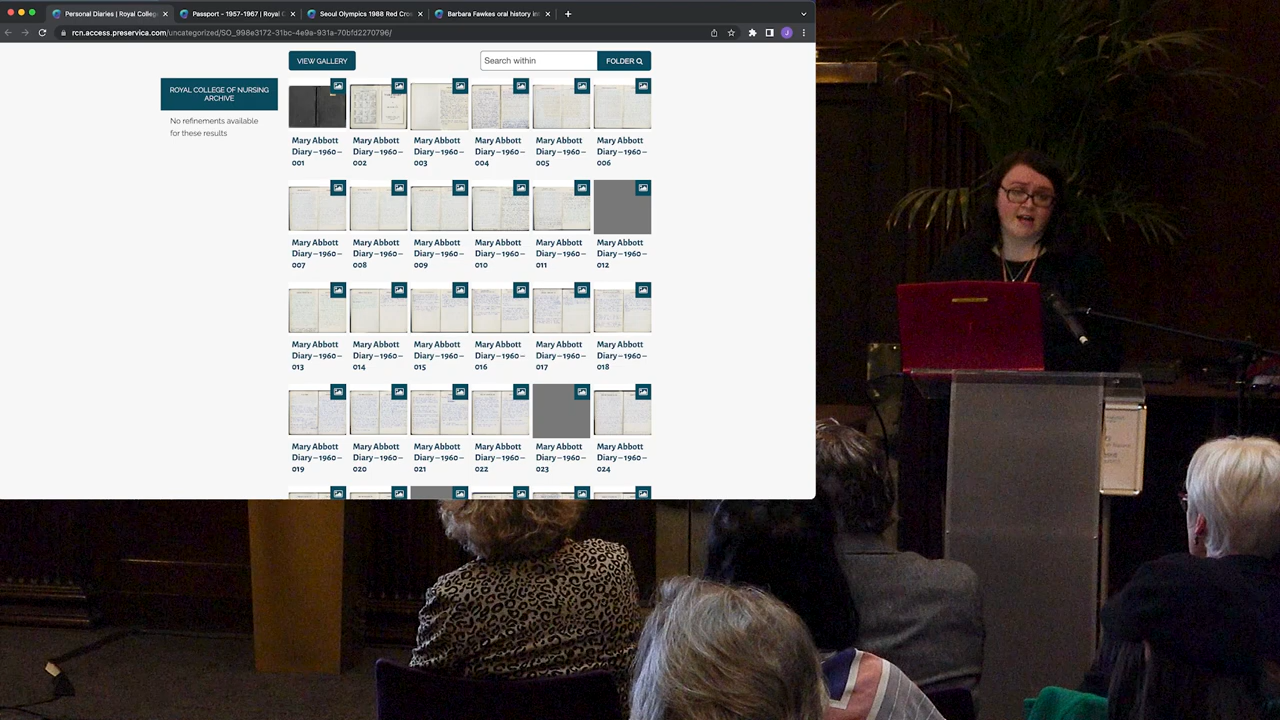 Personal Diaries | Royal Colleg
Passport - 1957-1967 | Royal
Seoul Olympics 1988 Red Cros
Barbara Fawkes oral history in
rcn.access.preservica.com/uncategorized/SO_998e3172-31bc-4e9a-931a-70bfd2270796/
J
VIEW GALLERY
Search within
FOLDER
ROYAL COLLEGE OF NURSING
ARCHIVE
No refinements available
for these results
Mary Abbott
Diary – 1960 –
001
Mary Abbott
Diary – 1960 –
002
Mary Abbott
Diary – 1960 –
003
Mary Abbott
Diary – 1960 –
004
Mary Abbott
Diary – 1960 –
005
Mary Abbott
Diary – 1960 –
006
Mary Abbott
Diary – 1960 –
007
Mary Abbott
Diary – 1960 –
008
Mary Abbott
Diary – 1960 –
009
Mary Abbott
Diary – 1960 –
010
Mary Abbott
Diary – 1960 –
011
Mary Abbott
Diary – 1960 –
012
Mary Abbott
Diary – 1960 –
013
Mary Abbott
Diary – 1960 –
014
Mary Abbott
Diary – 1960 –
015
Mary Abbott
Diary – 1960 –
016
Mary Abbott
Diary – 1960 –
017
Mary Abbott
Diary – 1960 –
018
Mary Abbott
Diary – 1960 –
019
Mary Abbott
Diary – 1960 –
020
Mary Abbott
Diary – 1960 –
021
Mary Abbott
Diary – 1960 –
022
Mary Abbott
Diary – 1960 –
023
Mary Abbott
Diary – 1960 –
024